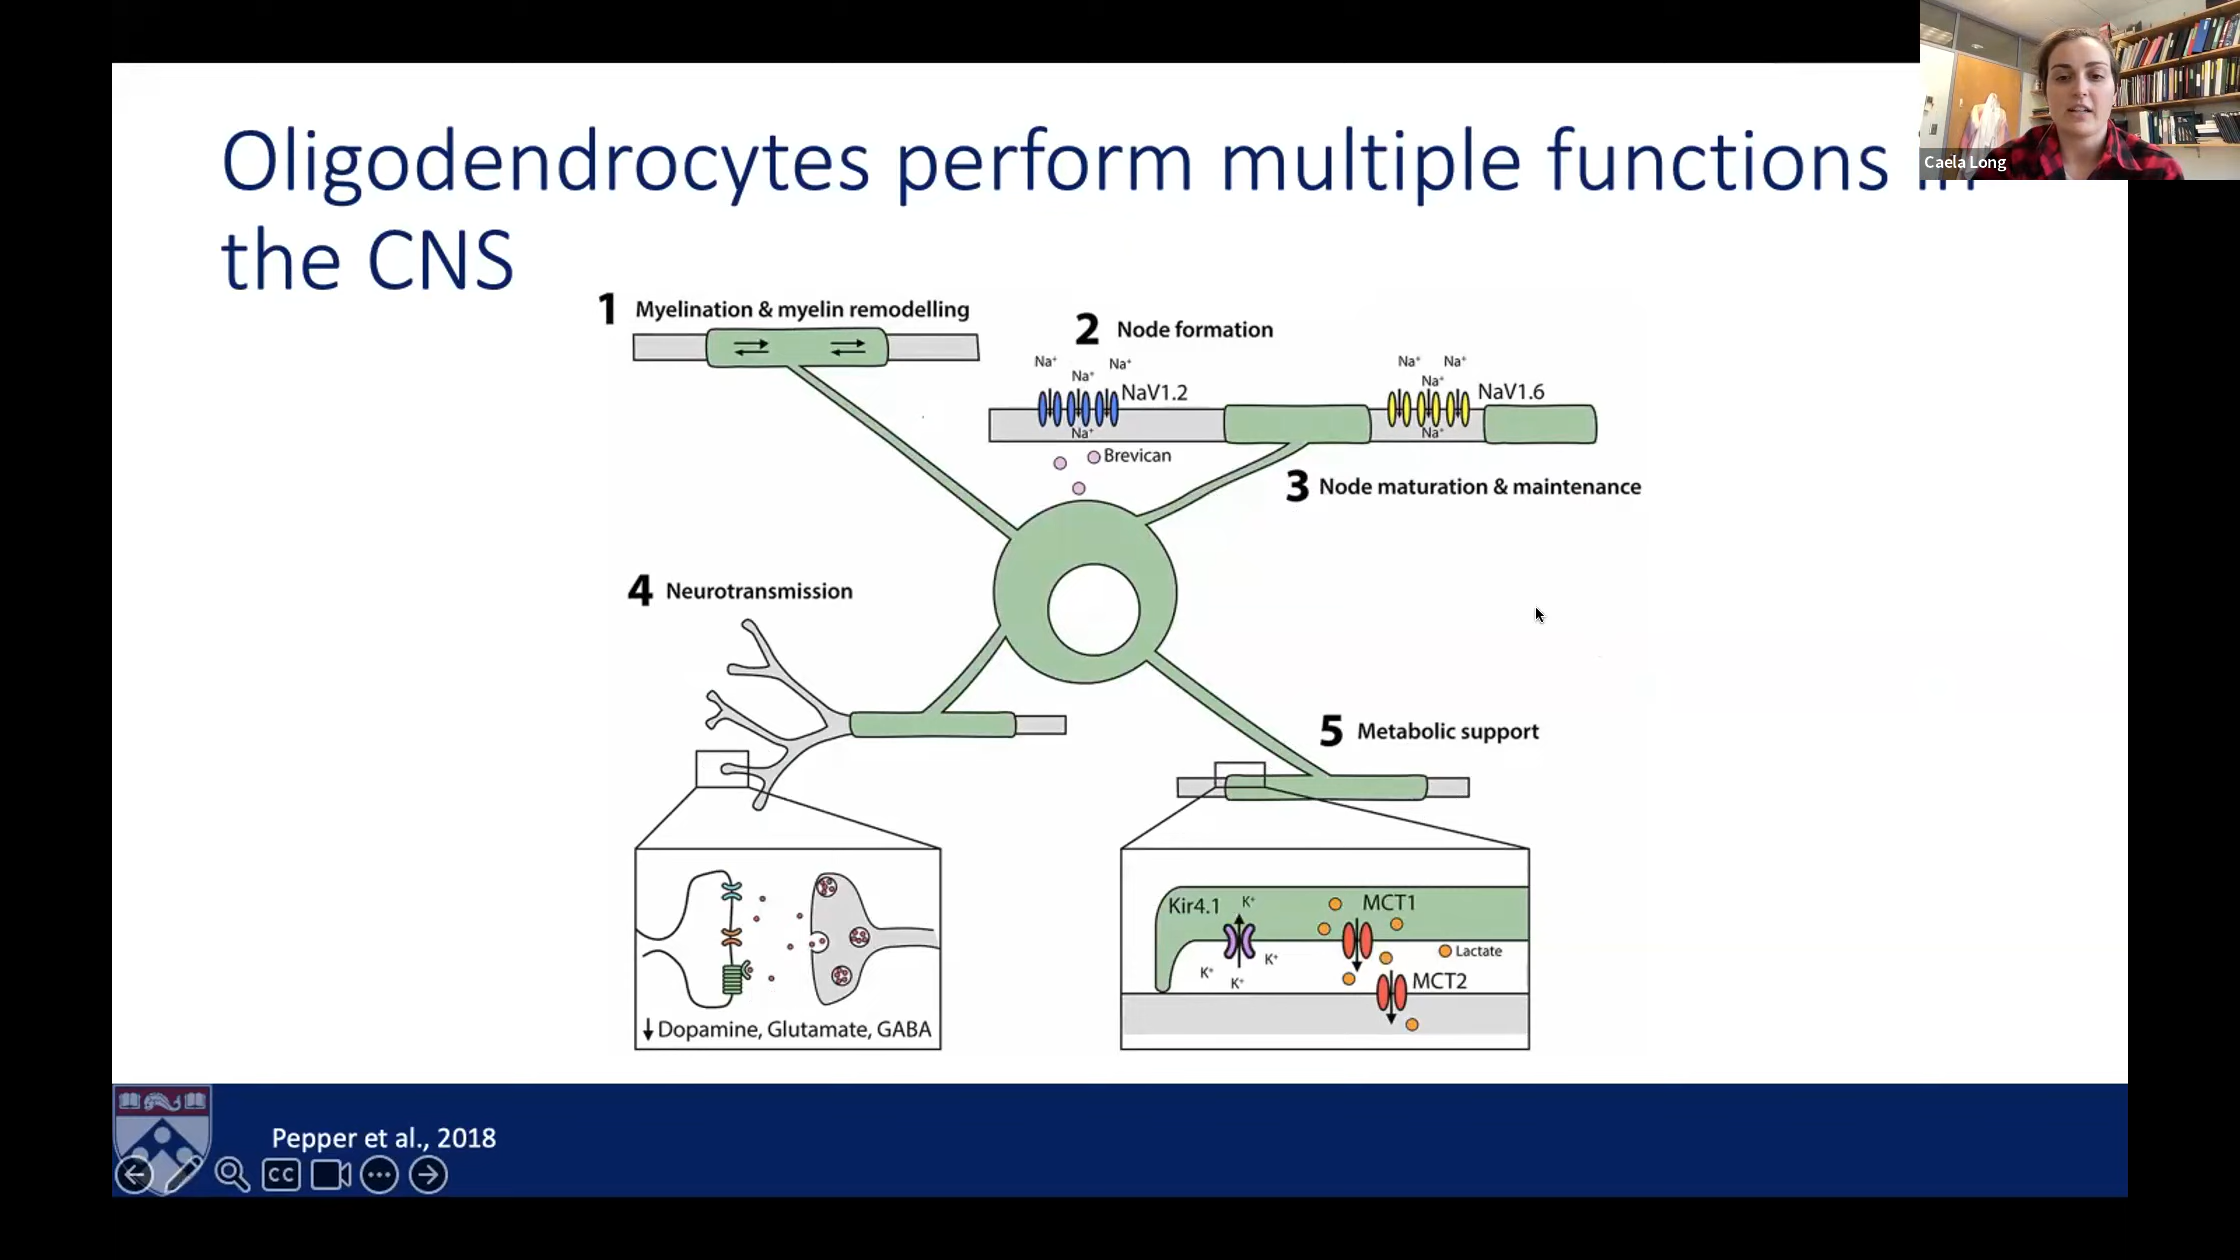 Oligodendrocytes perform multiple functions in
the CNS
Caela Long
1 Myelination & myelin remodelling
2 Node formation
Na⁺ Na⁺ Na⁺
NaV1.2
Na⁺
Brevican
Na⁺ Na⁺
Na⁺
NaV1.6
Na⁺
3 Node maturation & maintenance
4 Neurotransmission
5 Metabolic support
↓ Dopamine, Glutamate, GABA
Kir4.1
K⁺
K⁺
K⁺
K⁺
MCT1
Lactate
MCT2
Pepper et al., 2018
CC